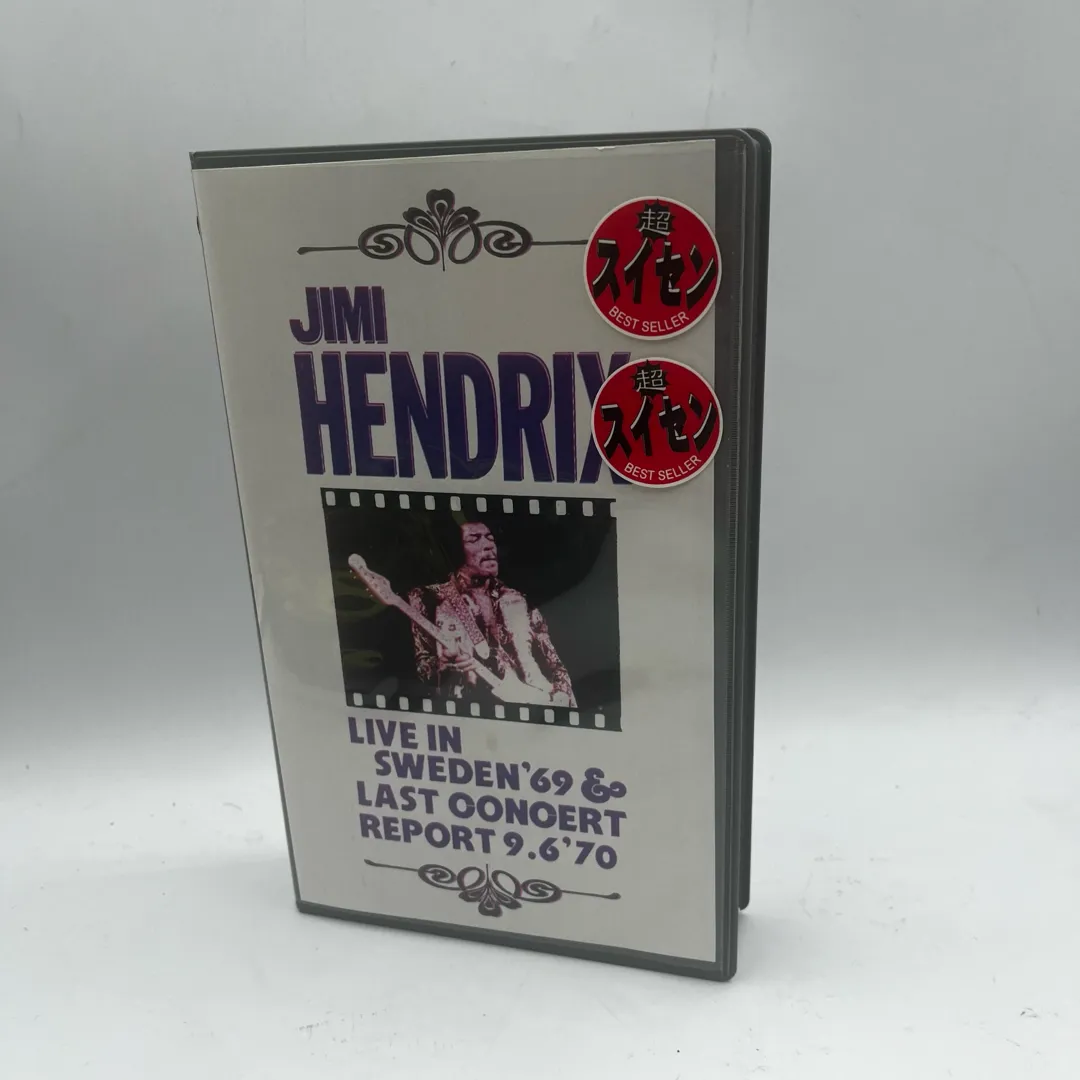 超
スイセン
BEST SELLER
JIMI
HENDRIX
超
スイセン
BEST SELLER
LIVE IN
SWEDEN'69 &
LAST CONCERT
REPORT 9.6'70